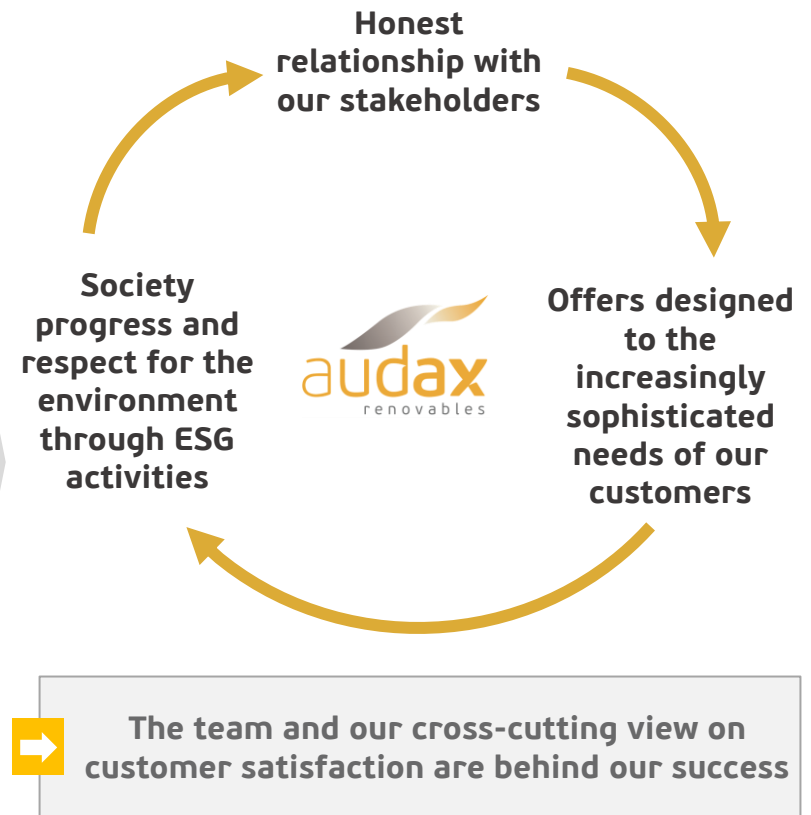 Honest
relationship with
our stakeholders
Society
progress and
respect for the
environment
through ESG
activities
audax
renovables
Offers designed
to the
increasingly
sophisticated
needs of our
customers
The team and our cross-cutting view on
customer satisfaction are behind our success